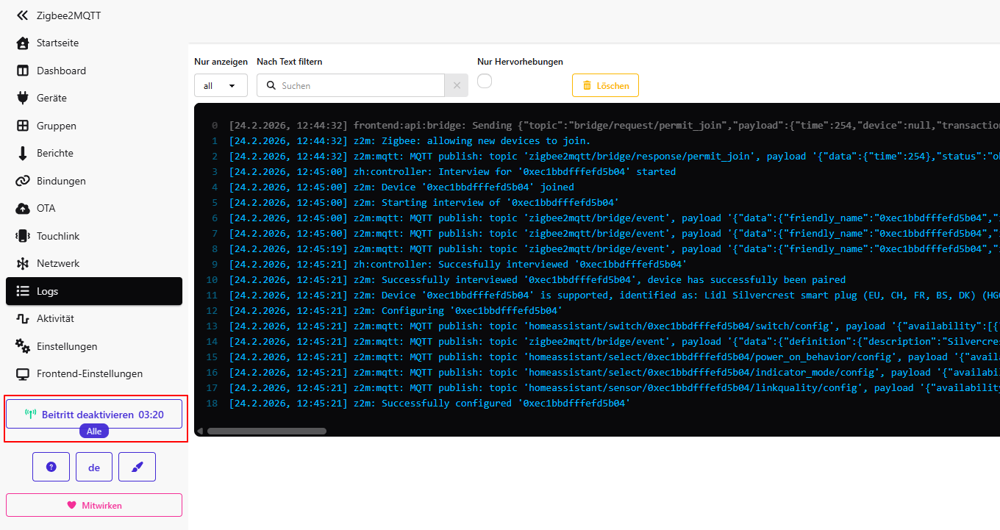 Zigbee2MQTT
Startseite
Dashboard
Geräte
Gruppen
Berichte
Bindungen
OTA
Touchlink
Netzwerk
Logs
Aktivität
Einstellungen
Frontend-Einstellungen
Beitritt deaktivieren 03:20
Alle
de
Mitwirken
Nur anzeigen Nach Text filtern Nur Hervorhebungen
all Suchen Löschen
0 [24.2.2026, 12:44:32] frontend:api:bridge: Sending {"topic":"bridge/request/permit_join","payload":{"time":254,"device":null,"transaction
1 [24.2.2026, 12:44:32] z2m: Zigbee: allowing new devices to join.
2 [24.2.2026, 12:44:32] z2m:mqtt: MQTT publish: topic 'zigbee2mqtt/bridge/response/permit_join', payload '{"data":{"time":254},"status":"o
3 [24.2.2026, 12:45:00] zh:controller: Interview for '0xec1bbdfffefd5b04' started
4 [24.2.2026, 12:45:00] z2m: Device '0xec1bbdfffefd5b04' joined
5 [24.2.2026, 12:45:00] z2m: Starting interview of '0xec1bbdfffefd5b04'
6 [24.2.2026, 12:45:00] z2m:mqtt: MQTT publish: topic 'zigbee2mqtt/bridge/event', payload '{"data":{"friendly_name":"0xec1bbdfffefd5b04","
7 [24.2.2026, 12:45:00] z2m:mqtt: MQTT publish: topic 'zigbee2mqtt/bridge/event', payload '{"data":{"friendly_name":"0xec1bbdfffefd5b04","
8 [24.2.2026, 12:45:19] z2m:mqtt: MQTT publish: topic 'zigbee2mqtt/bridge/event', payload '{"data":{"friendly_name":"0xec1bbdfffefd5b04","
9 [24.2.2026, 12:45:21] zh:controller: Succesfully interviewed '0xec1bbdfffefd5b04'
10 [24.2.2026, 12:45:21] z2m: Successfully interviewed '0xec1bbdfffefd5b04', device has successfully been paired
11 [24.2.2026, 12:45:21] z2m: Device '0xec1bbdfffefd5b04' is supported, identified as: Lidl Silvercrest smart plug (EU, CH, FR, BS, DK) (HG
12 [24.2.2026, 12:45:21] z2m: Configuring '0xec1bbdfffefd5b04'
13 [24.2.2026, 12:45:21] z2m:mqtt: MQTT publish: topic 'homeassistant/switch/0xec1bbdfffefd5b04/switch/config', payload '{"availability":[{
14 [24.2.2026, 12:45:21] z2m:mqtt: MQTT publish: topic 'zigbee2mqtt/bridge/event', payload '{"data":{"definition":{"description":"Silvercres
15 [24.2.2026, 12:45:21] z2m:mqtt: MQTT publish: topic 'homeassistant/select/0xec1bbdfffefd5b04/power_on_behavior/config', payload '{"avail
16 [24.2.2026, 12:45:21] z2m:mqtt: MQTT publish: topic 'homeassistant/select/0xec1bbdfffefd5b04/indicator_mode/config', payload '{"availabil
17 [24.2.2026, 12:45:21] z2m:mqtt: MQTT publish: topic 'homeassistant/sensor/0xec1bbdfffefd5b04/linkquality/config', payload '{"availability
18 [24.2.2026, 12:45:21] z2m: Successfully configured '0xec1bbdfffefd5b04'